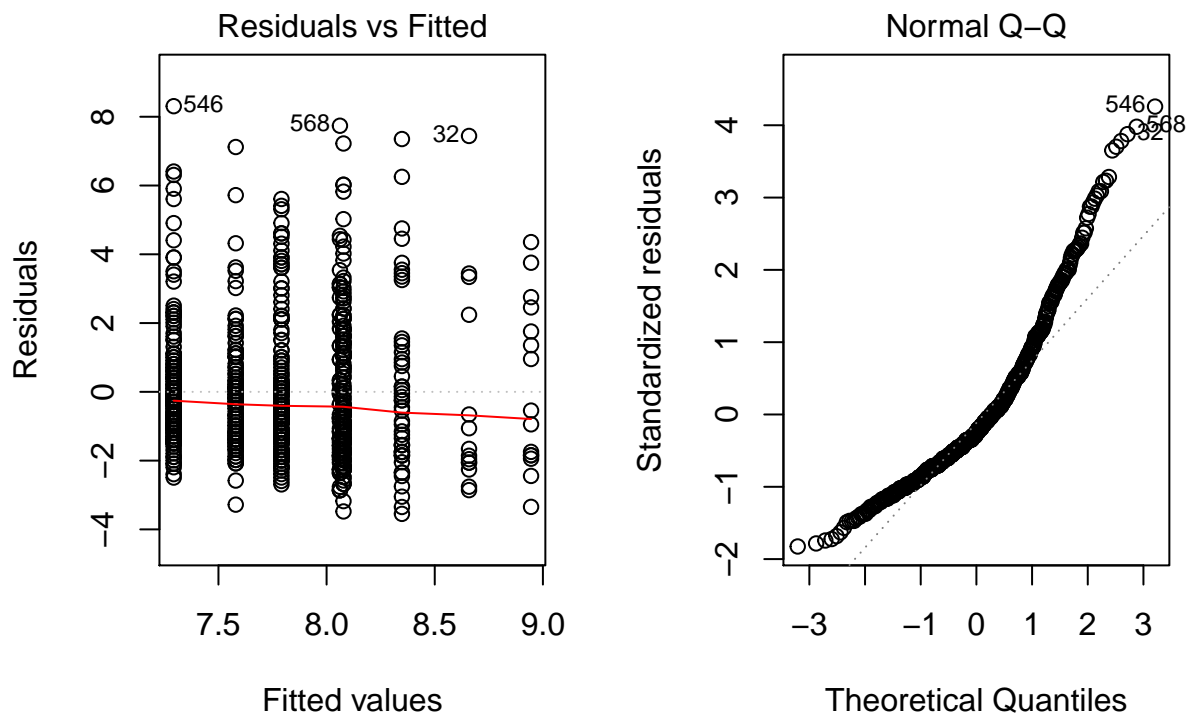 Residuals vs Fitted
Residuals
8
6
4
2
0
−2
−4
546
568
32
7.5 8.0 8.5 9.0
Fitted values
Normal Q−Q
Standardized residuals
4
3
2
1
0
−1
−2
546
568
32
−3 −1 0 1 2 3
Theoretical Quantiles